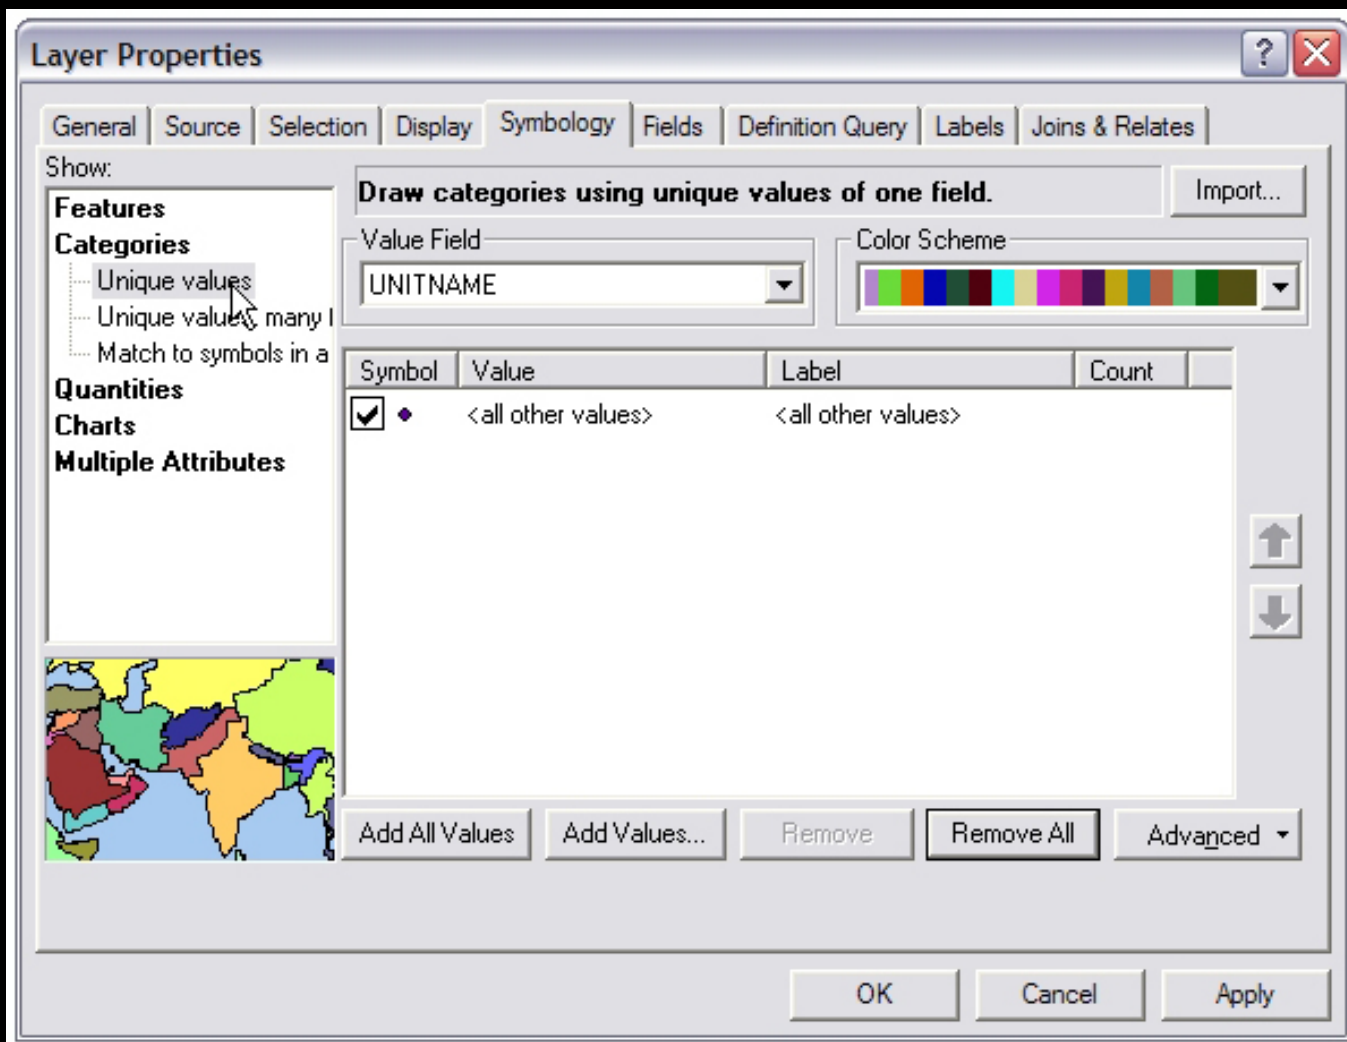 Layer Properties
General Source Selection Display Symbology Fields Definition Query Labels Joins & Relates
Show:
Features
Categories
Unique values
Unique values, many
Match to symbols in a
Quantities
Charts
Multiple Attributes
Draw categories using unique values of one field.
Import...
Value Field
UNITNAME
Color Scheme
Symbol Value Label Count
<all other values> <all other values>
Add All Values Add Values... Remove Remove All Advanced
OK Cancel Apply